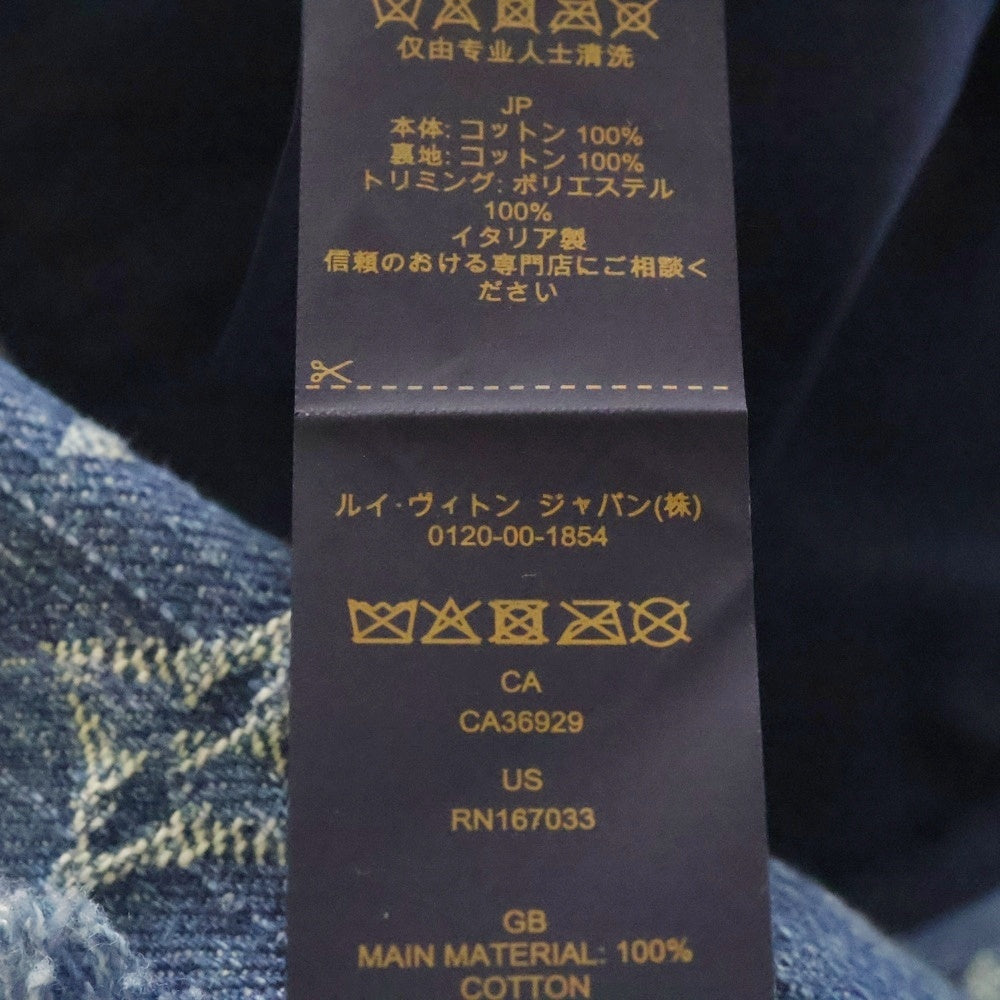 仅由专业人士清洗
JP
本体: コットン 100%
裏地: コットン 100%
トリミング: ポリエステル
100%
イタリア製
信頼のおける専門店にご相談く
ださい
ルイ·ヴィトン ジャパン(株)
0120-00-1854
CA
CA36929
US
RN167033
GB
MAIN MATERIAL: 100%
COTTON